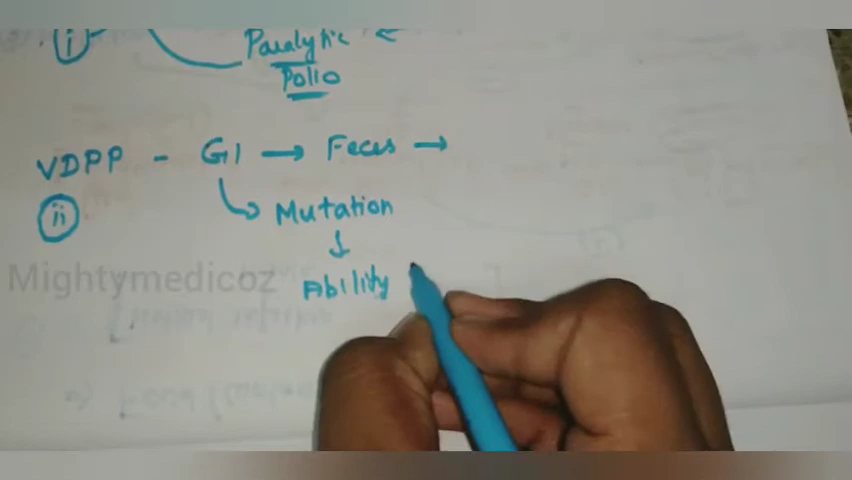 i Paralytic ←
Polio
VDPP - GI → Feces →
ii Mutation
↓
Ability
Mightymedicoz